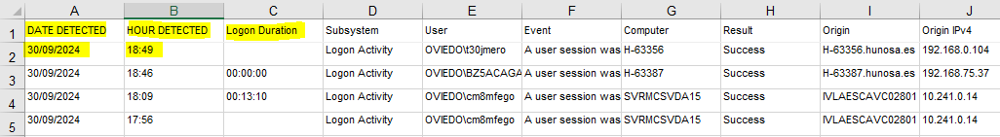 A B C D E F G H I J
1 DATE DETECTED HOUR DETECTED Logon Duration Subsystem User Event Computer Result Origin Origin IPv4
2 30/09/2024 18:49 Logon Activity OVIEDO\t30jmero A user session was H-63356 Success H-63356.hunosa.es 192.168.0.104
3 30/09/2024 18:46 00:00:00 Logon Activity OVIEDO\BZ5ACAGA A user session was H-63387 Success H-63387.hunosa.es 192.168.75.37
4 30/09/2024 18:09 00:13:10 Logon Activity OVIEDO\cm8mfego A user session was SVRMCSVDA15 Success IVLAESCAVC02801 10.241.0.14
5 30/09/2024 17:56 Logon Activity OVIEDO\cm8mfego A user session was SVRMCSVDA15 Success IVLAESCAVC02801 10.241.0.14